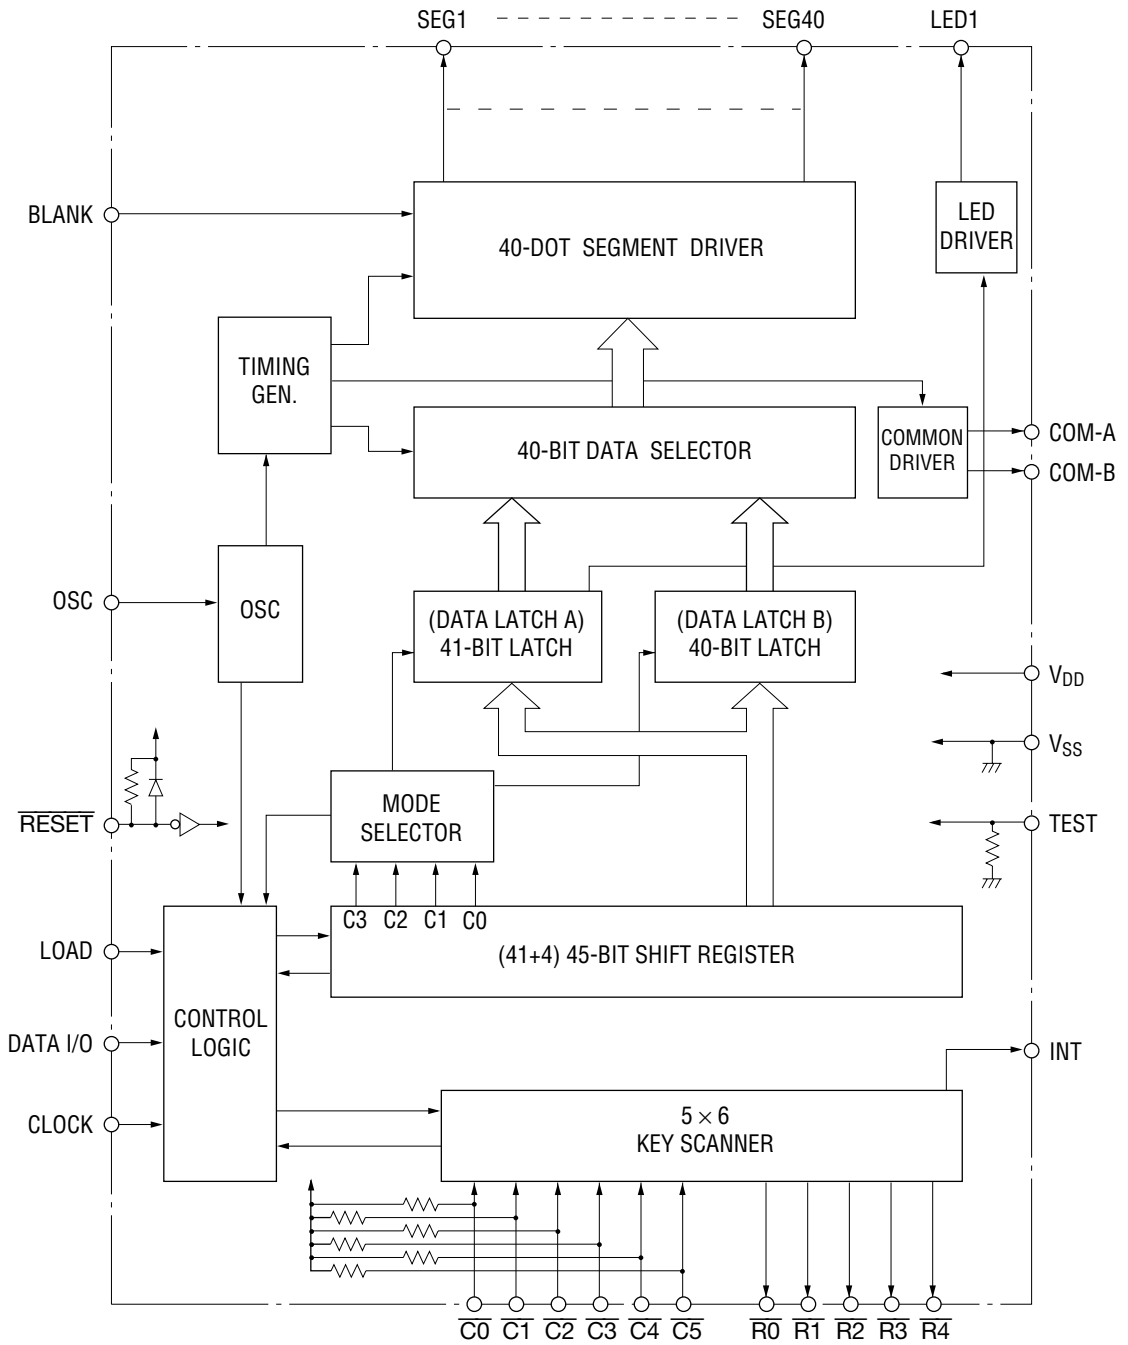 SEG1
SEG40
LED1
BLANK
40-DOT SEGMENT DRIVER
LED
DRIVER
TIMING
GEN.
40-BIT DATA SELECTOR
COMMON
DRIVER
COM-A
COM-B
OSC
OSC
(DATA LATCH A)
41-BIT LATCH
(DATA LATCH B)
40-BIT LATCH
VDD
VSS
RESET
MODE
SELECTOR
TEST
C3 C2 C1 C0
LOAD
(41+4) 45-BIT SHIFT REGISTER
DATA I/O
CONTROL
LOGIC
INT
CLOCK
5 × 6
KEY SCANNER
C0 C1 C2 C3 C4 C5 R0 R1 R2 R3 R4